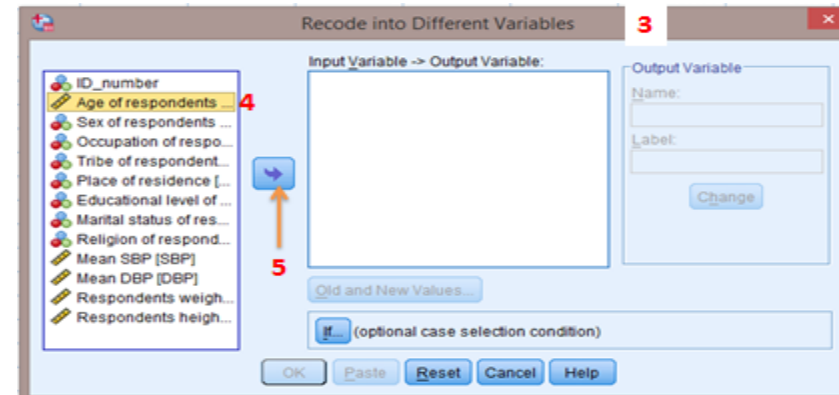 Recode into Different Variables
3
Input Variable -> Output Variable:
ID_number
Age of respondents ...
4
Sex of respondents ...
Occupation of respo...
Tribe of respondent...
Place of residence [...
Educational level of ...
Marital status of res...
Religion of respond...
Mean SBP [SBP]
Mean DBP [DBP]
Respondents weigh...
Respondents heigh...
5
Output Variable
Name:
Label:
Change
Old and New Values...
If... (optional case selection condition)
OK Paste Reset Cancel Help